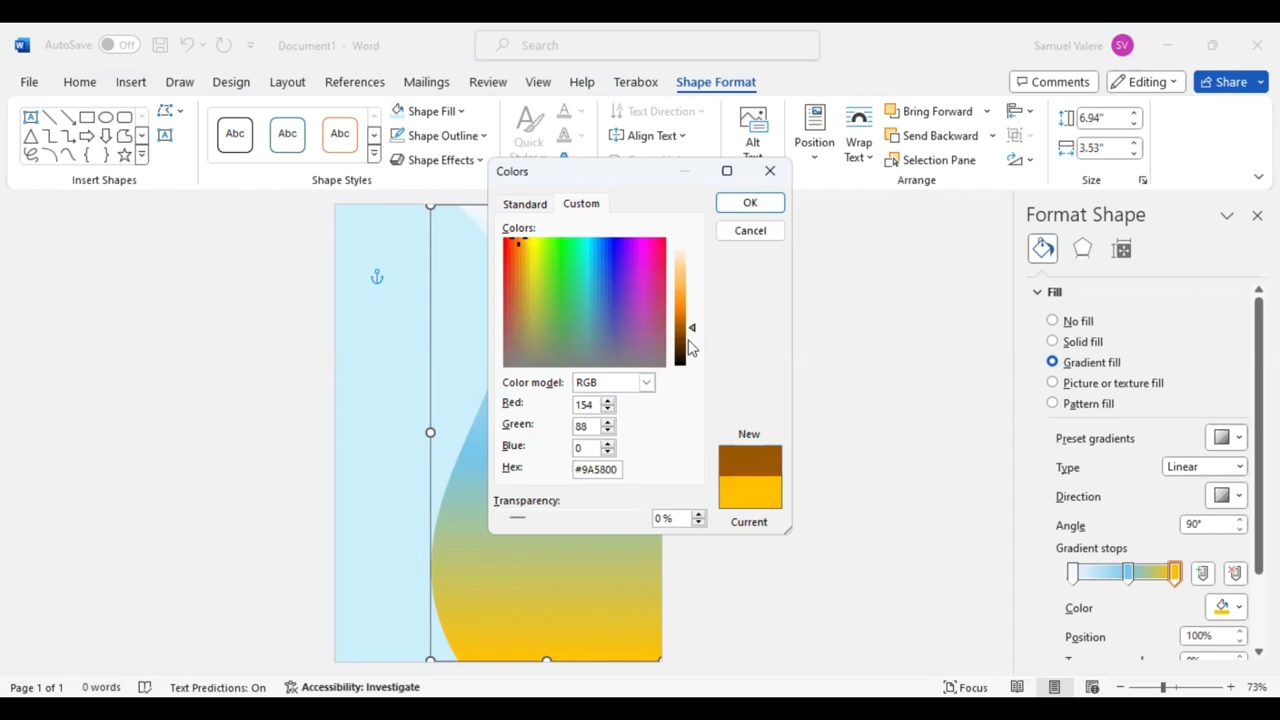 AutoSave Off Document1 - Word Search Samuel Valere SV
File Home Insert Draw Design Layout References Mailings Review View Help Terabox Shape Format Comments Editing Share
Abc Abc Abc
Shape Fill
Shape Outline
Shape Effects
Quick
Text Direction
Align Text
Alt
Text
Position
Wrap
Text
Bring Forward
Send Backward
Selection Pane
6.94"
3.53"
Insert Shapes Shape Styles Arrange Size
Colors
Standard Custom
OK
Cancel
Colors:
Color model: RGB
Red: 154
Green: 88
Blue: 0
Hex: #9A5800
Transparency:
0 %
New
Current
Format Shape
Fill
No fill
Solid fill
Gradient fill
Picture or texture fill
Pattern fill
Preset gradients
Type Linear
Direction
Angle 90°
Gradient stops
Color
Position 100%
Page 1 of 1 0 words Text Predictions: On Accessibility: Investigate Focus 73%